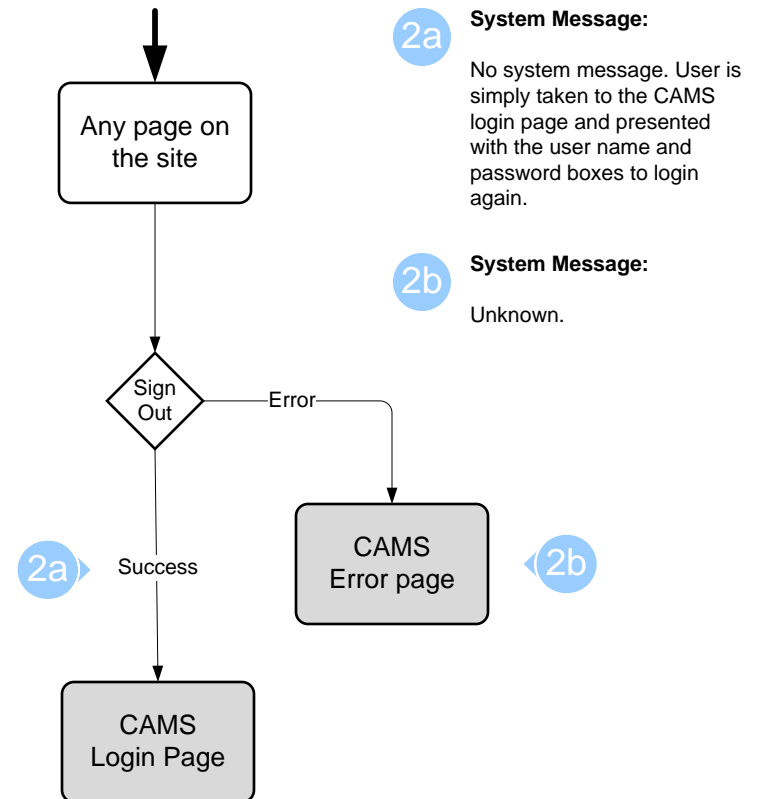 Any page on
the site
Sign
Out
Error
Success
2a
CAMS
Error page
2b
CAMS
Login Page
2a
System Message:
No system message. User is
simply taken to the CAMS
login page and presented
with the user name and
password boxes to login
again.
2b
System Message:
Unknown.